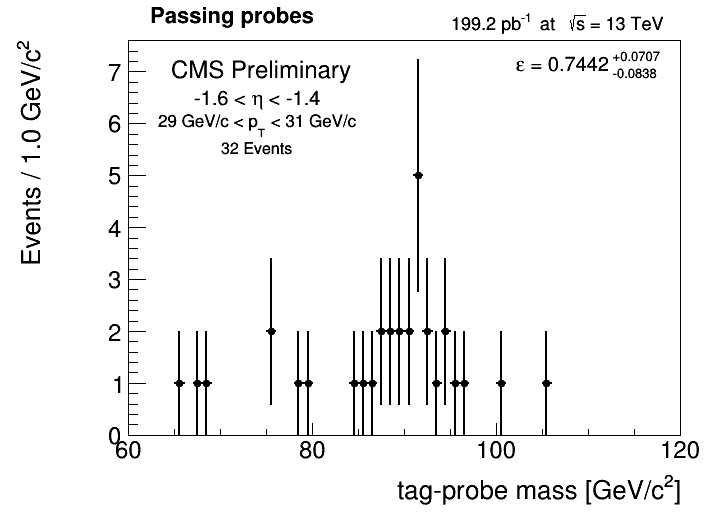 Passing probes
199.2 pb⁻¹ at √s = 13 TeV
CMS Preliminary
-1.6 < η < -1.4
29 GeV/c < p_T < 31 GeV/c
32 Events
ε = 0.7442 +0.0707 -0.0838
Events / 1.0 GeV/c²
7
6
5
4
3
2
1
0
60 80 100 120
tag-probe mass [GeV/c²]